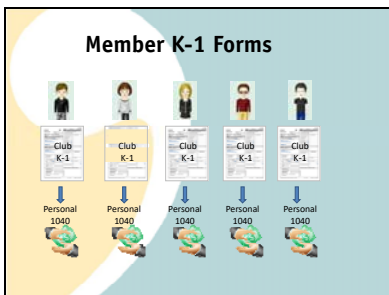 Member K-1 Forms
Club Club Club Club Club
K-1 K-1 K-1 K-1 K-1
Personal Personal Personal Personal Personal
1040 1040 1040 1040 1040